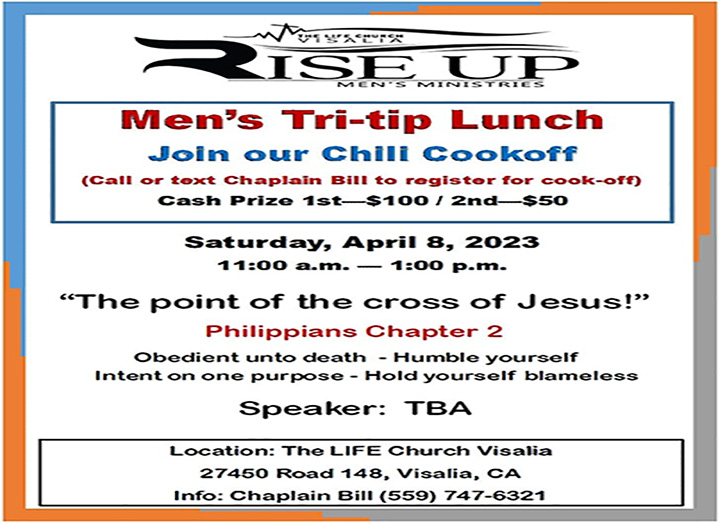 THE LIFE CHURCH
VISALIA
RISE UP
MEN'S MINISTRIES
Men's Tri-tip Lunch
Join our Chili Cookoff
(Call or text Chaplain Bill to register for cook-off)
Cash Prize 1st—$100 / 2nd—$50
Saturday, April 8, 2023
11:00 a.m. — 1:00 p.m.
“The point of the cross of Jesus!”
Philippians Chapter 2
Obedient unto death - Humble yourself
Intent on one purpose - Hold yourself blameless
Speaker: TBA
Location: The LIFE Church Visalia
27450 Road 148, Visalia, CA
Info: Chaplain Bill (559) 747-6321